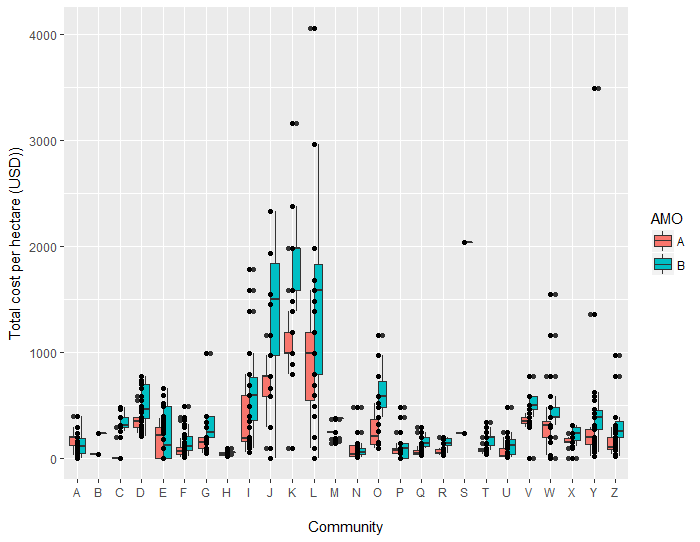 4000
3000
2000
1000
0
Total cost per hectare (USD))
A B C D E F G H I J K L M N O P Q R S T U V W X Y Z
Community
AMO
A
B